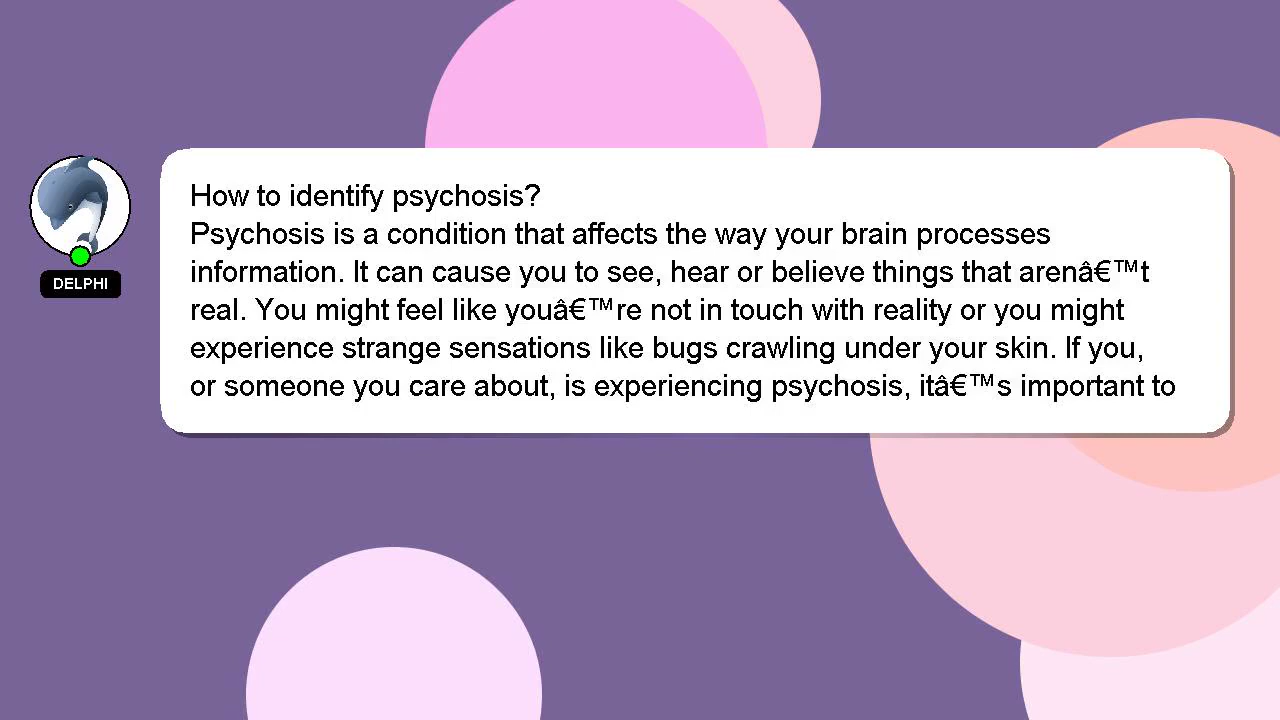 How to identify psychosis?
Psychosis is a condition that affects the way your brain processes
information. It can cause you to see, hear or believe things that arenâ€™t
real. You might feel like youâ€™re not in touch with reality or you might
experience strange sensations like bugs crawling under your skin. If you,
or someone you care about, is experiencing psychosis, itâ€™s important to
DELPHI